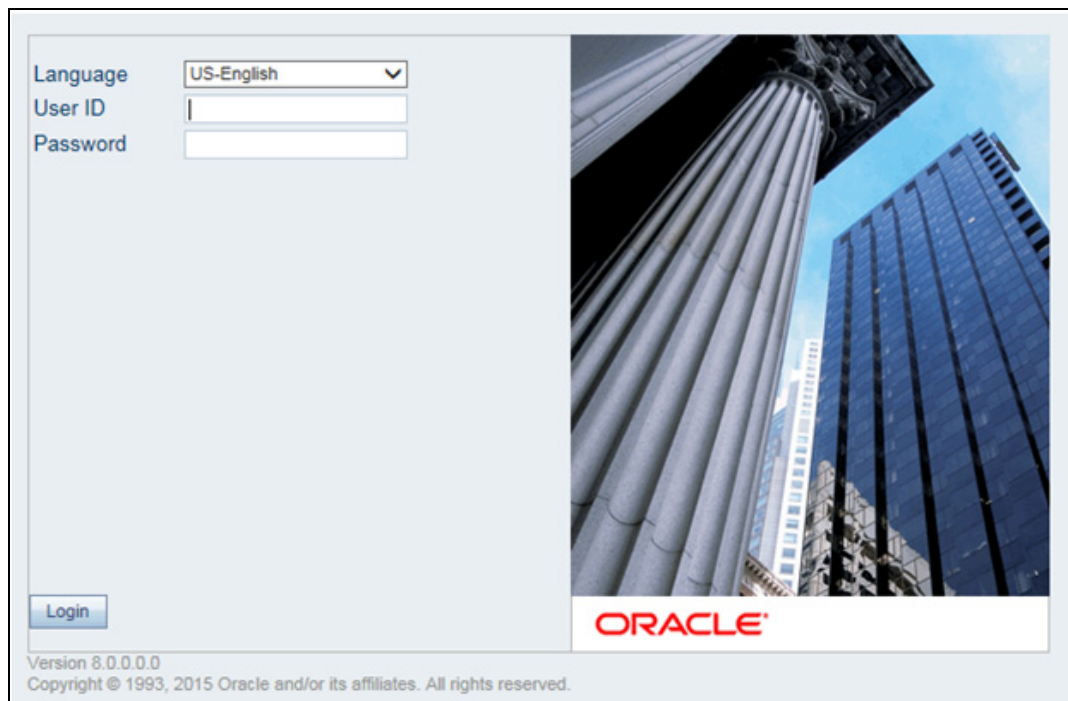 Language US-English
User ID
Password
Login
ORACLE
Version 8.0.0.0.0
Copyright © 1993, 2015 Oracle and/or its affiliates. All rights reserved.